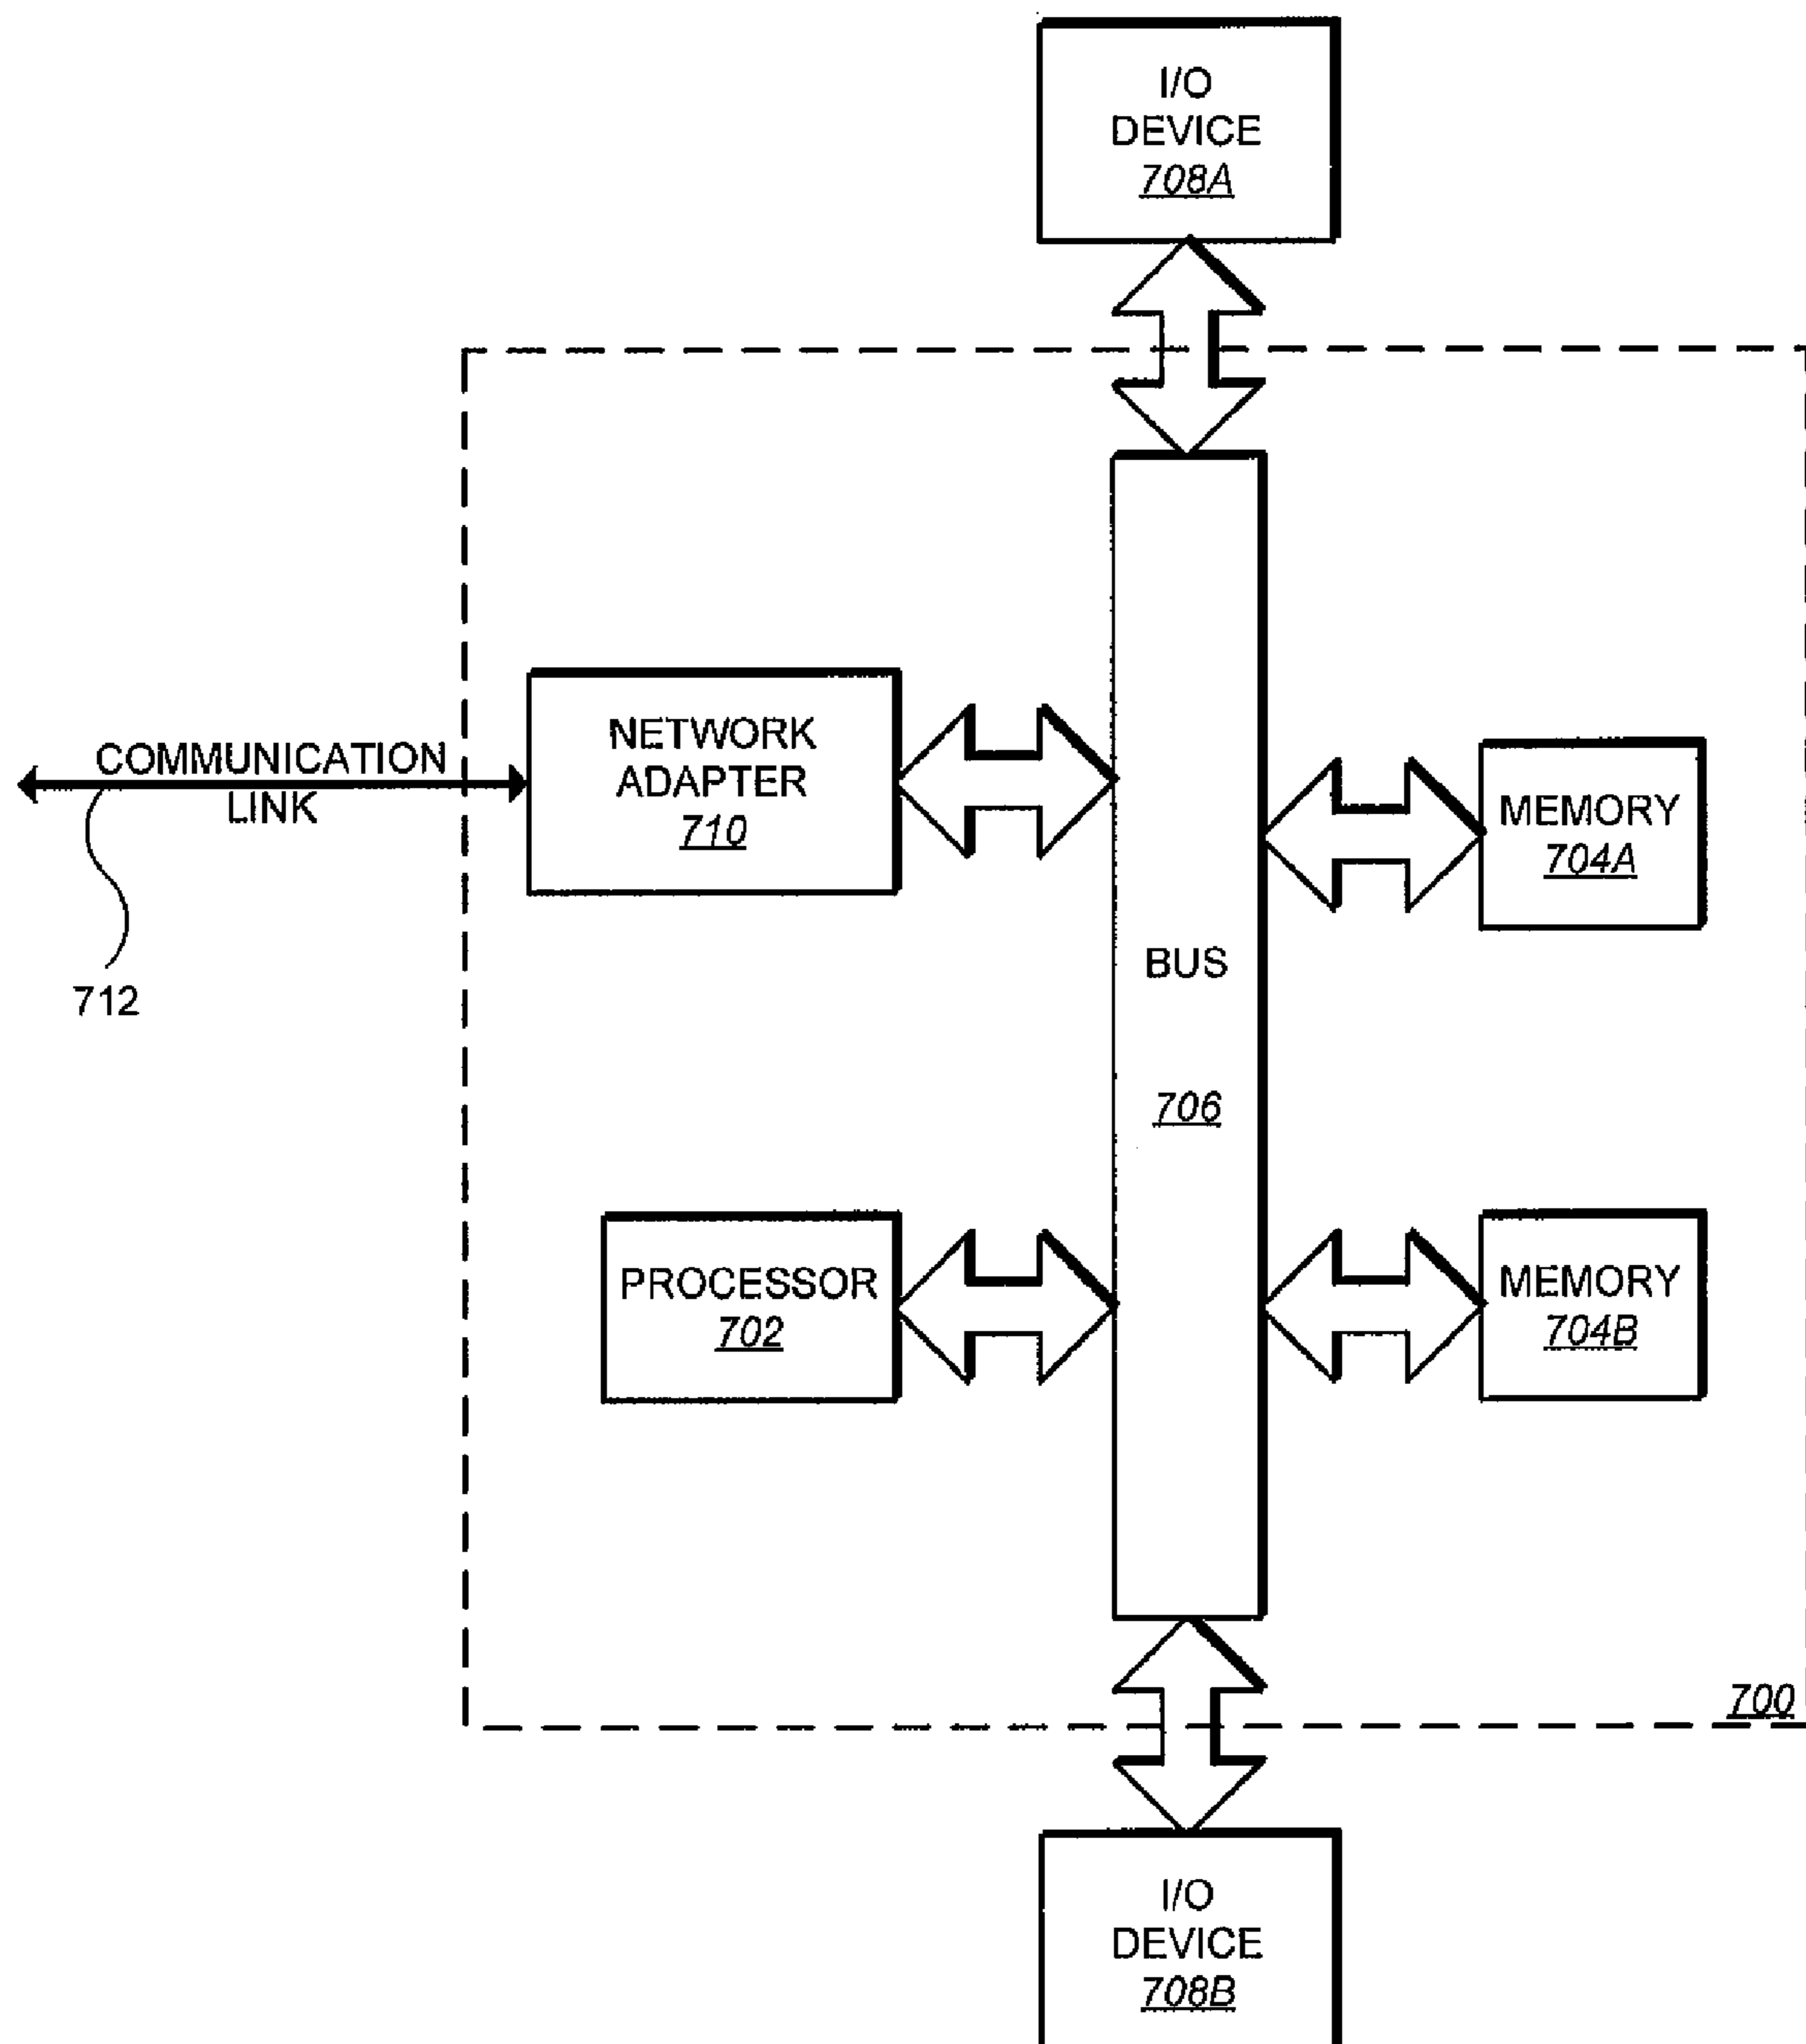 I/O
DEVICE
708A
NETWORK
ADAPTER
710
COMMUNICATION
LINK
712
MEMORY
704A
BUS
706
PROCESSOR
702
MEMORY
704B
700
I/O
DEVICE
708B